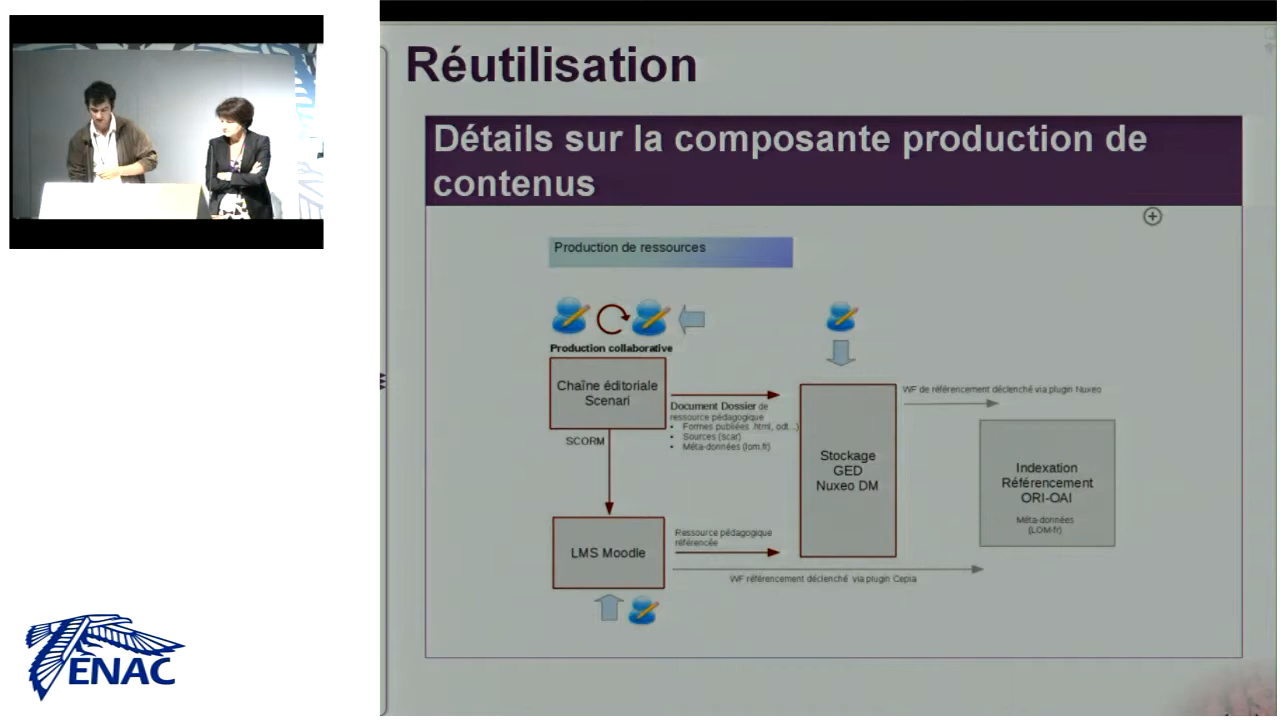 Réutilisation
Détails sur la composante production de
contenus
Production de ressources
Production collaborative
Chaîne éditoriale
Scenari
Document Dossier de
ressource pédagogique
• Formes publiées .html, odt...)
• Sources (scar)
• Méta-données (lom.fr)
SCORM
LMS Moodle
Ressource pédagogique
référencée
Stockage
GED
Nuxeo DM
WF de référencement déclenché via plugin Nuxeo
Indexation
Référencement
ORI-OAI
Méta-données
(LOM-fr)
WF référencement déclenché via plugin Cepia
ENAC